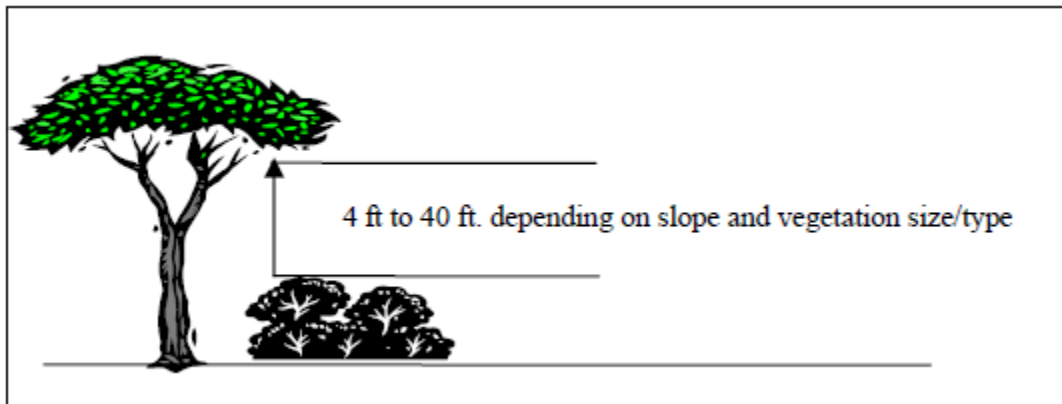 4 ft to 40 ft. depending on slope and vegetation size/type